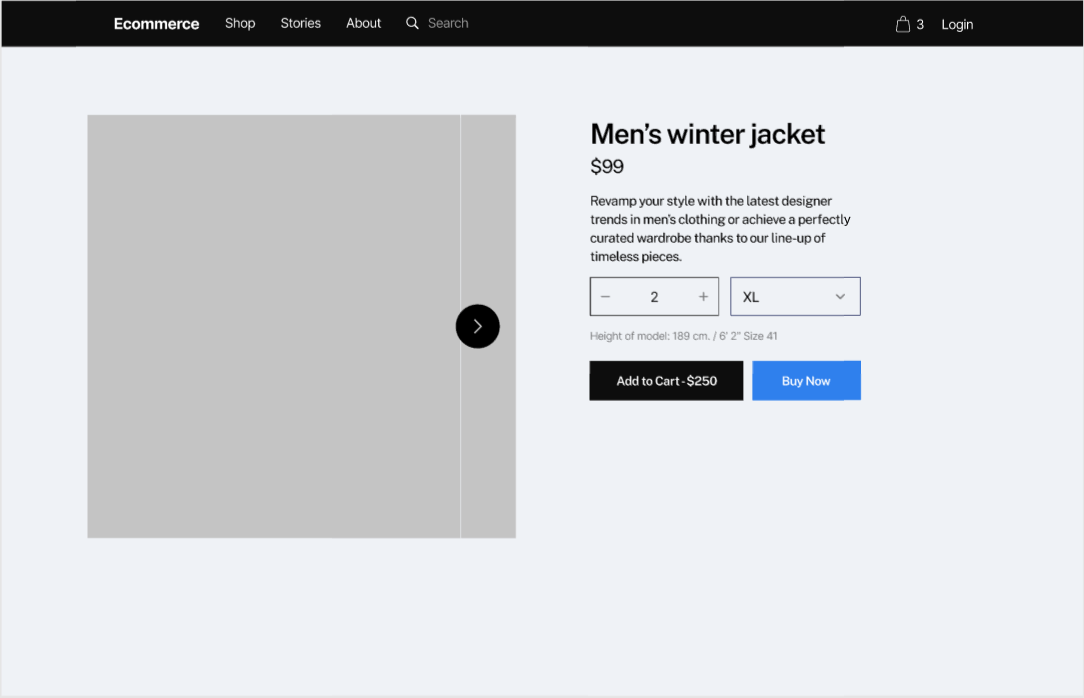 Ecommerce Shop Stories About Search 3 Login
Men’s winter jacket
$99
Revamp your style with the latest designer
trends in men’s clothing or achieve a perfectly
curated wardrobe thanks to our line-up of
timeless pieces.
− 2 + XL
Height of model: 189 cm. / 6' 2" Size 41
Add to Cart - $250 Buy Now